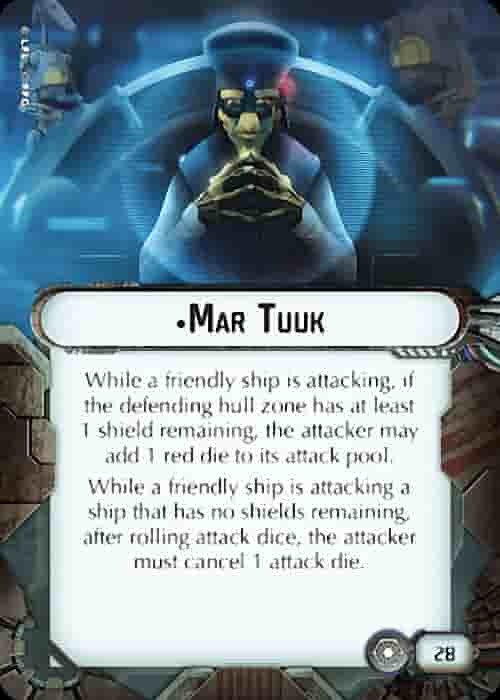 •Mar Tuuk
While a friendly ship is attacking, if
the defending hull zone has at least
1 shield remaining, the attacker may
add 1 red die to its attack pool.
While a friendly ship is attacking a
ship that has no shields remaining,
after rolling attack dice, the attacker
must cancel 1 attack die.
28